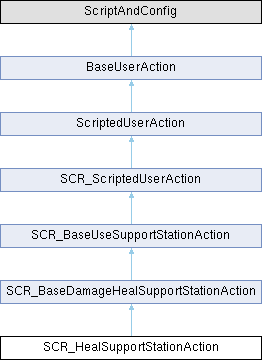 ScriptAndConfig
BaseUserAction
ScriptedUserAction
SCR_ScriptedUserAction
SCR_BaseUseSupportStationAction
SCR_BaseDamageHealSupportStationAction
SCR_HealSupportStationAction